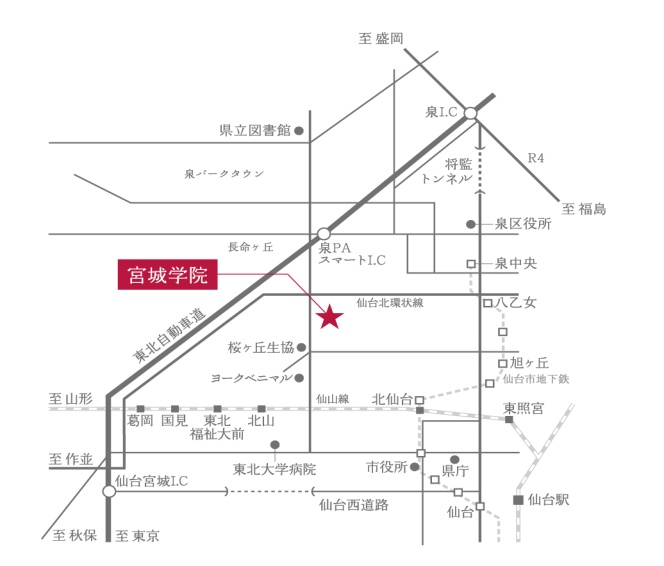 至 盛岡
泉I.C
県立図書館
R4
将監
トンネル
泉パークタウン
至 福島
泉区役所
長命ヶ丘
泉PA
スマートI.C
泉中央
宮城学院
仙台北環状線
八乙女
東北自動車道
桜ヶ丘生協
旭ヶ丘
仙台市地下鉄
ヨークベニマル
至 山形
仙山線
北仙台
東照宮
葛岡
国見
東北
福祉大前
北山
至 作並
東北大学病院
市役所
県庁
仙台宮城I.C
仙台西道路
仙台
仙台駅
至 秋保
至 東京